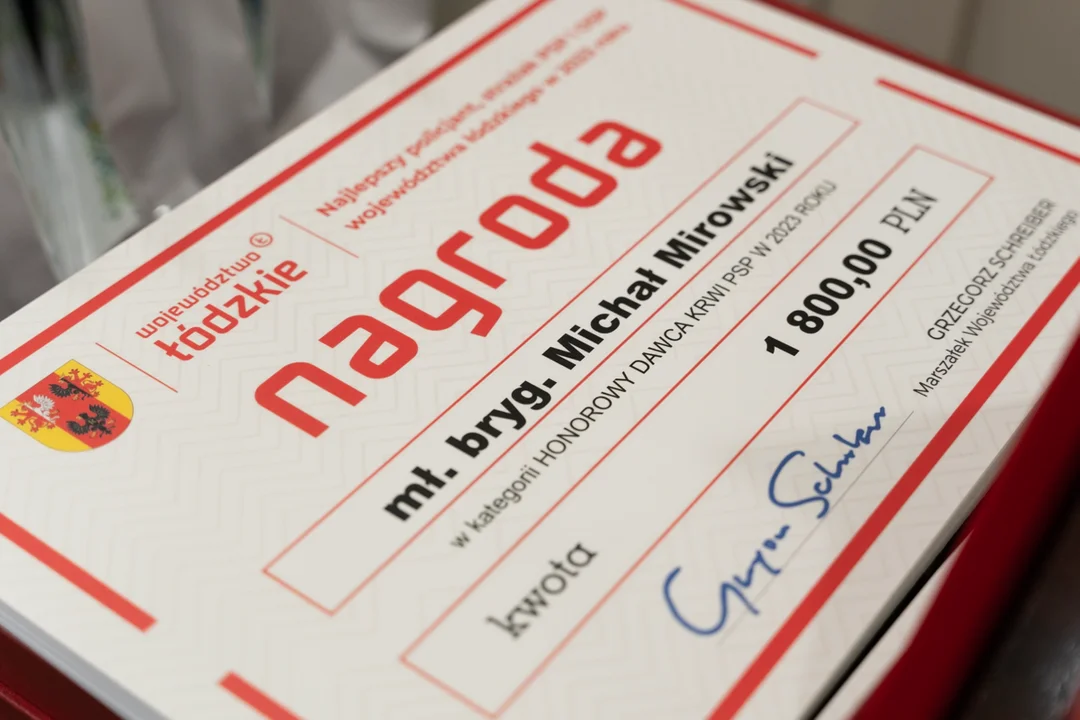 województwo
łódzkie
Najlepszy policjant, strażak PSP i OSP
województwa łódzkiego w 2023 roku
nagroda
mł. bryg. Michał Mirowski
w kategorii HONOROWY DAWCA KRWI PSP W 2023 ROKU
kwota 1 800,00 PLN
GRZEGORZ SCHREIBER
Marszałek Województwa Łódzkiego